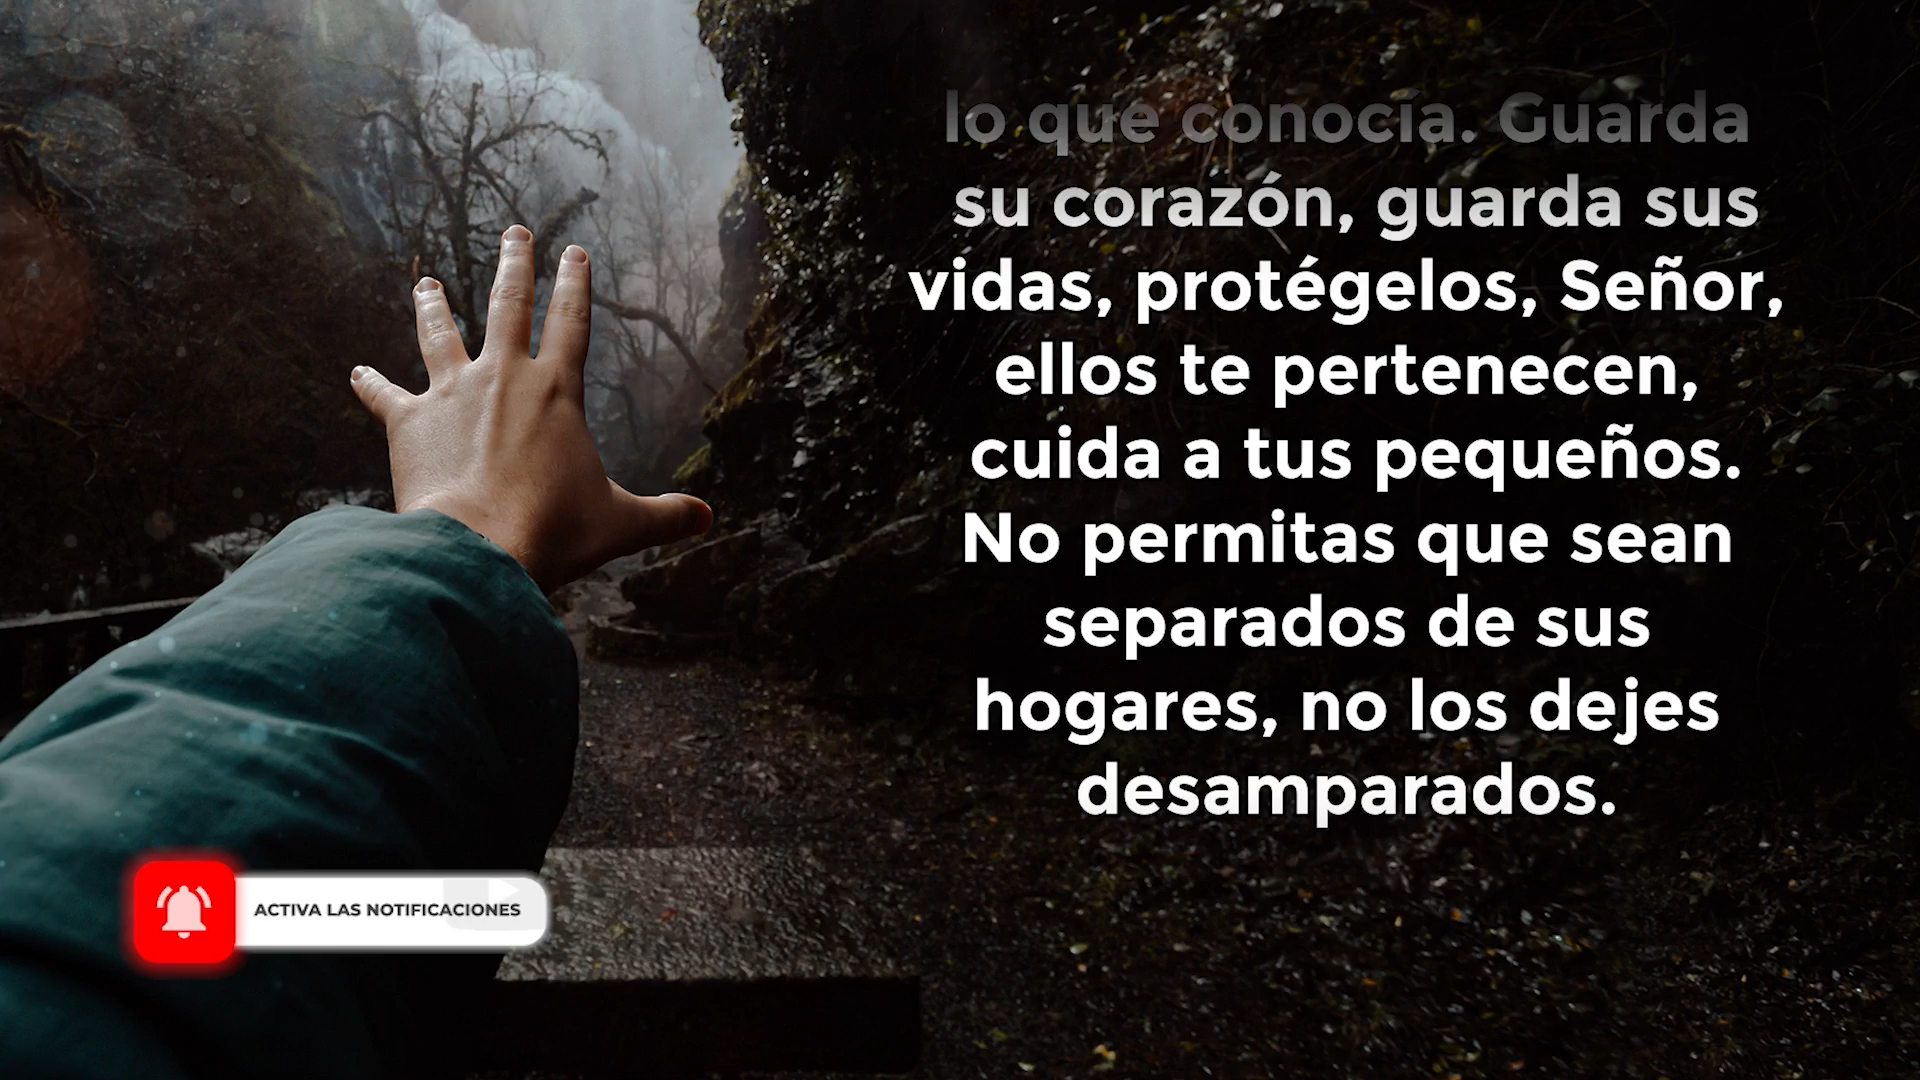 lo que conocía. Guarda
su corazón, guarda sus
vidas, protégelos, Señor,
ellos te pertenecen,
cuida a tus pequeños.
No permitas que sean
separados de sus
hogares, no los dejes
desamparados.
ACTIVA LAS NOTIFICACIONES